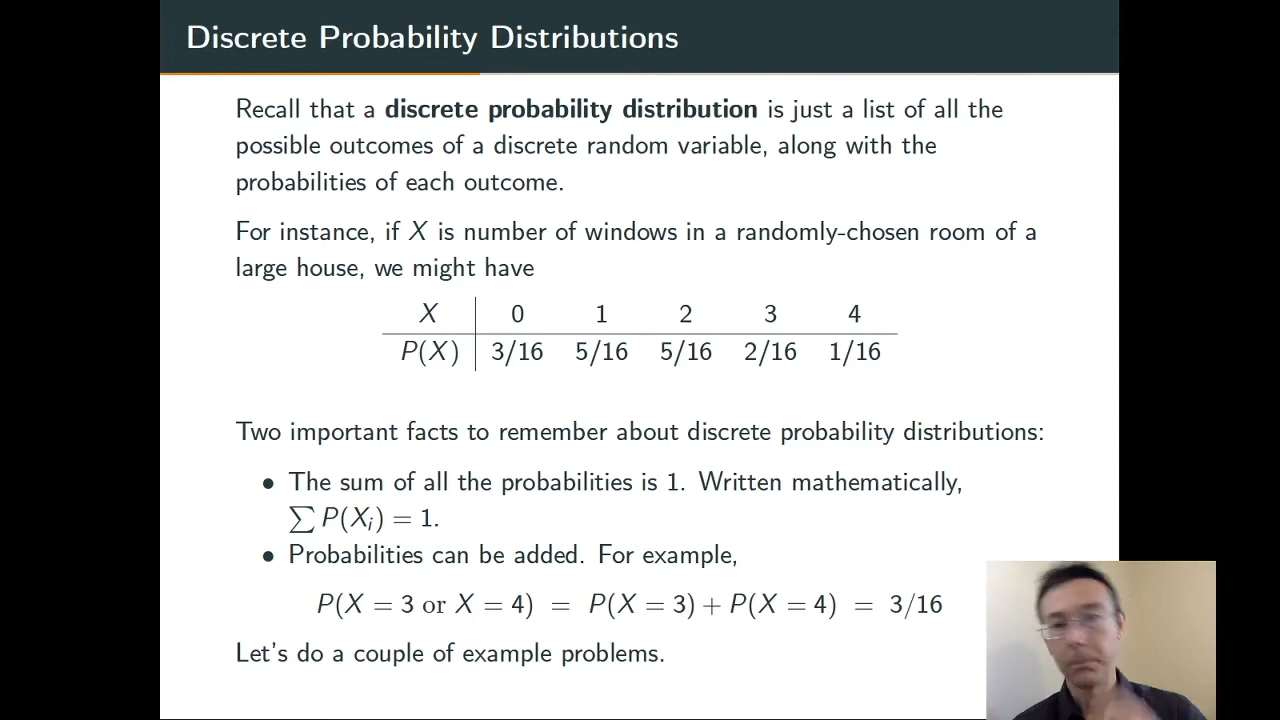 Discrete Probability Distributions
Recall that a discrete probability distribution is just a list of all the
possible outcomes of a discrete random variable, along with the
probabilities of each outcome.
For instance, if X is number of windows in a randomly-chosen room of a
large house, we might have
X 0 1 2 3 4
P(X) 3/16 5/16 5/16 2/16 1/16
Two important facts to remember about discrete probability distributions:
• The sum of all the probabilities is 1. Written mathematically,
∑ P(Xᵢ) = 1.
• Probabilities can be added. For example,
P(X = 3 or X = 4) = P(X = 3) + P(X = 4) = 3/16
Let's do a couple of example problems.